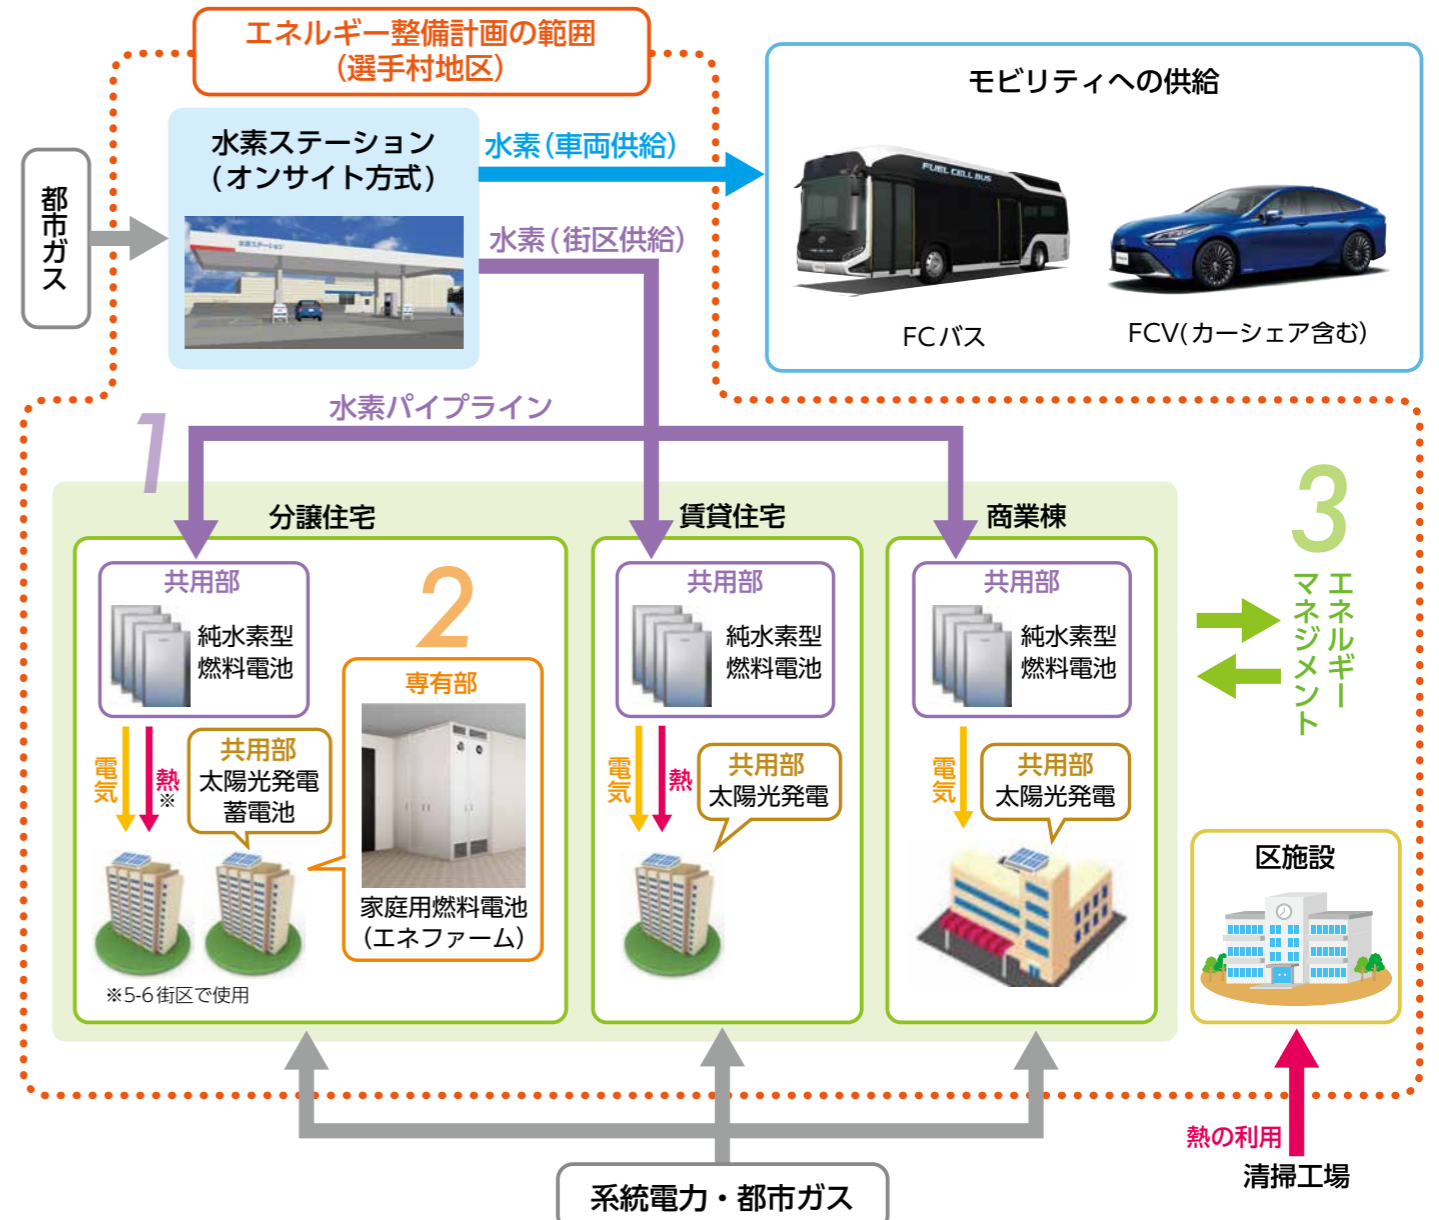 エネルギー整備計画の範囲
(選手村地区)
都市ガス
水素ステーション
(オンサイト方式)
水素ステーション
水素(車両供給)
水素(街区供給)
モビリティへの供給
FUEL CELL BUS
FCバス
FCV(カーシェア含む)
1
水素パイプライン
分譲住宅
共用部
純水素型
燃料電池
電気
熱
※
共用部
太陽光発電
蓄電池
2
専有部
家庭用燃料電池
(エネファーム)
※5-6街区で使用
賃貸住宅
共用部
純水素型
燃料電池
電気
熱
共用部
太陽光発電
商業棟
共用部
純水素型
燃料電池
電気
共用部
太陽光発電
3
エネルギー
マネジメント
区施設
熱の利用
清掃工場
系統電力・都市ガス